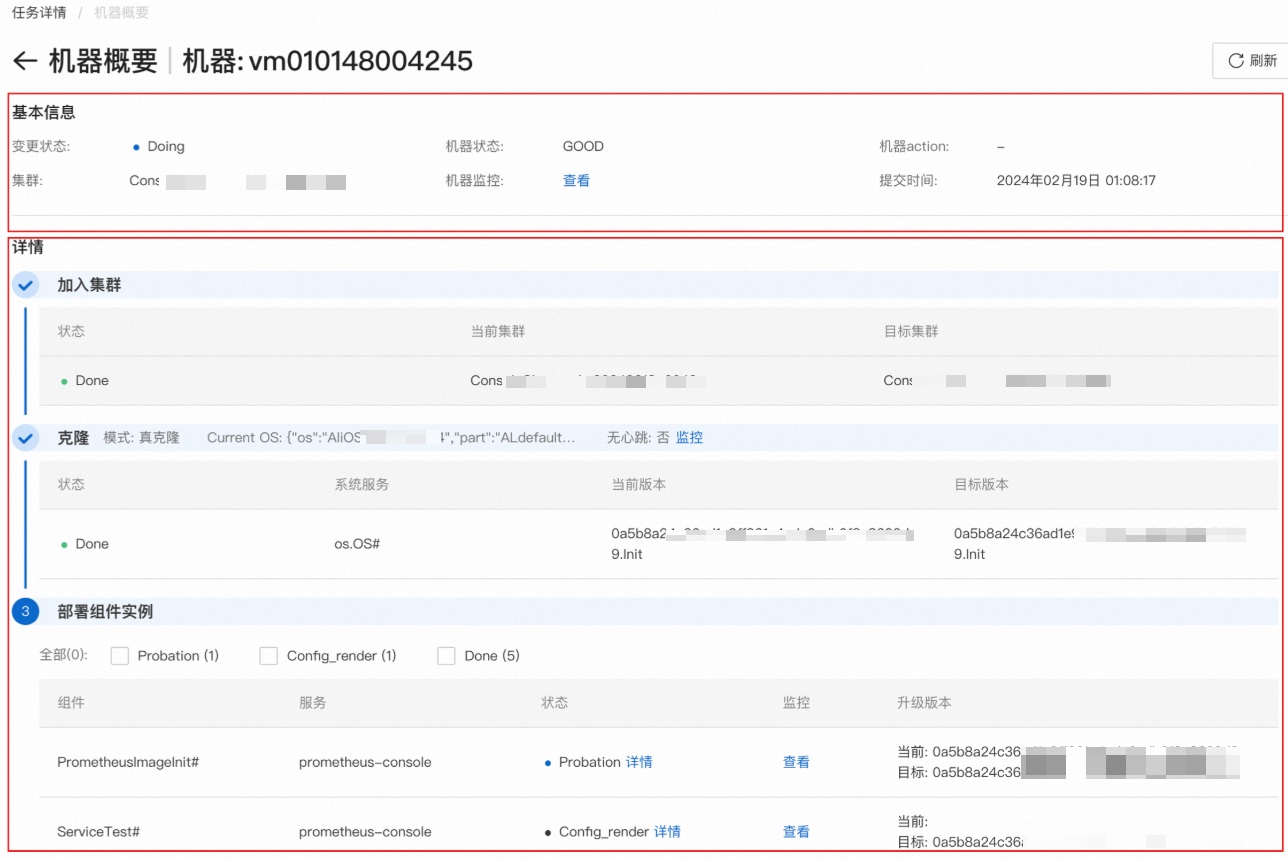 任务详情 / 机器概要
← 机器概要 | 机器: vm010148004245
刷新
基本信息
变更状态: Doing 机器状态: GOOD 机器action: –
集群: Cons 机器监控: 查看 提交时间: 2024年02月19日 01:08:17
详情
加入集群
状态 当前集群 目标集群
Done Cons Cons
克隆 模式: 真克隆 Current OS: {"os":"AliOS 4","part":"ALdefault... 无心跳: 否 监控
状态 系统服务 当前版本 目标版本
Done os.OS# 0a5b8a2 0a5b8a24c36ad1e9
9.Init 9.Init
3 部署组件实例
全部(0): Probation (1) Config_render (1) Done (5)
组件 服务 状态 监控 升级版本
PrometheusImageInit# prometheus-console Probation 详情 查看 当前: 0a5b8a24c36
目标: 0a5b8a24c36
ServiceTest# prometheus-console Config_render 详情 查看 当前:
目标: 0a5b8a24c36